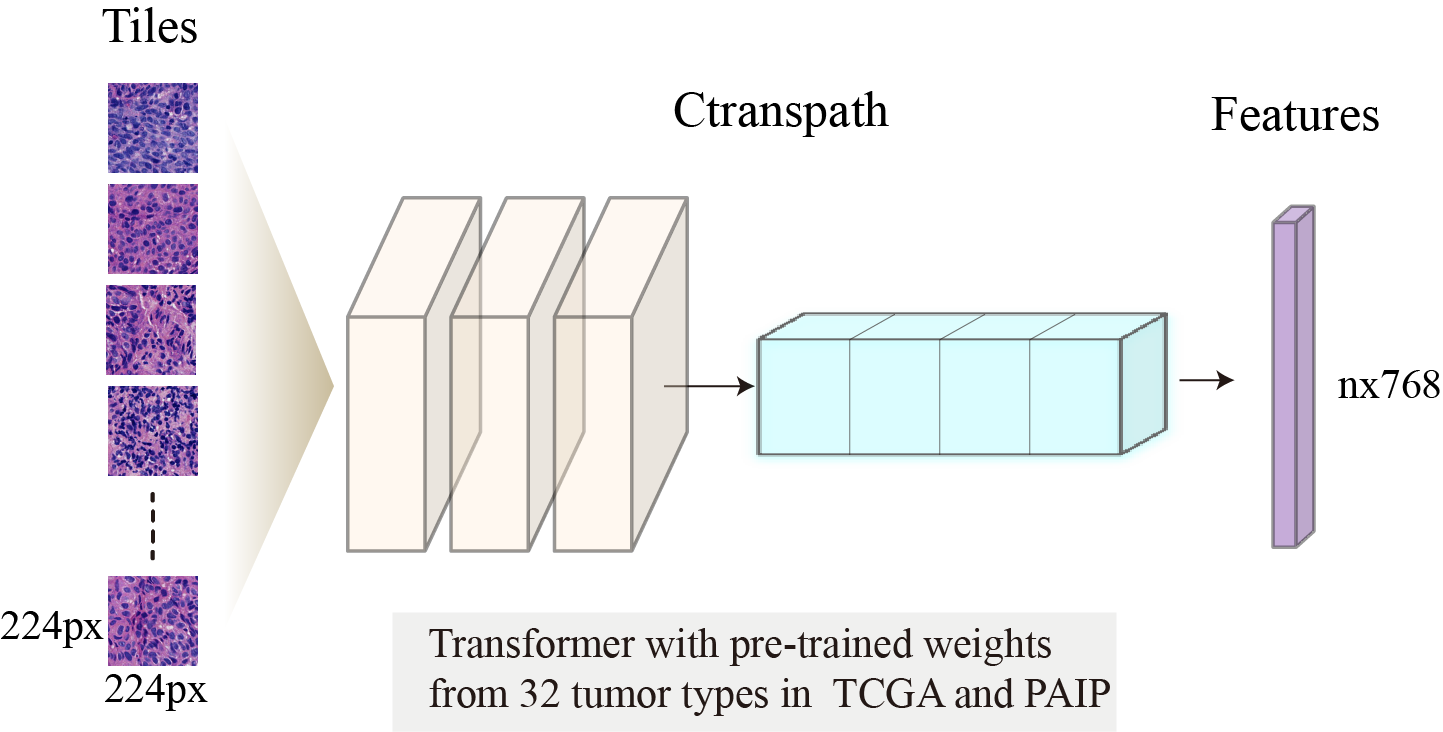 Tiles
Ctranspath
Features
nx768
224px
224px
Transformer with pre-trained weights
from 32 tumor types in TCGA and PAIP